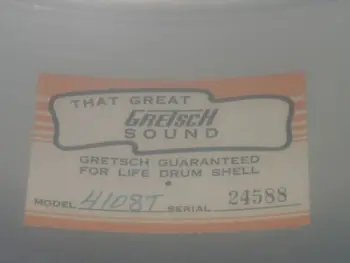 THAT GREAT
GRETSCH
SOUND
GRETSCH GUARANTEED
FOR LIFE DRUM SHELL
MODEL 4108T SERIAL 24588